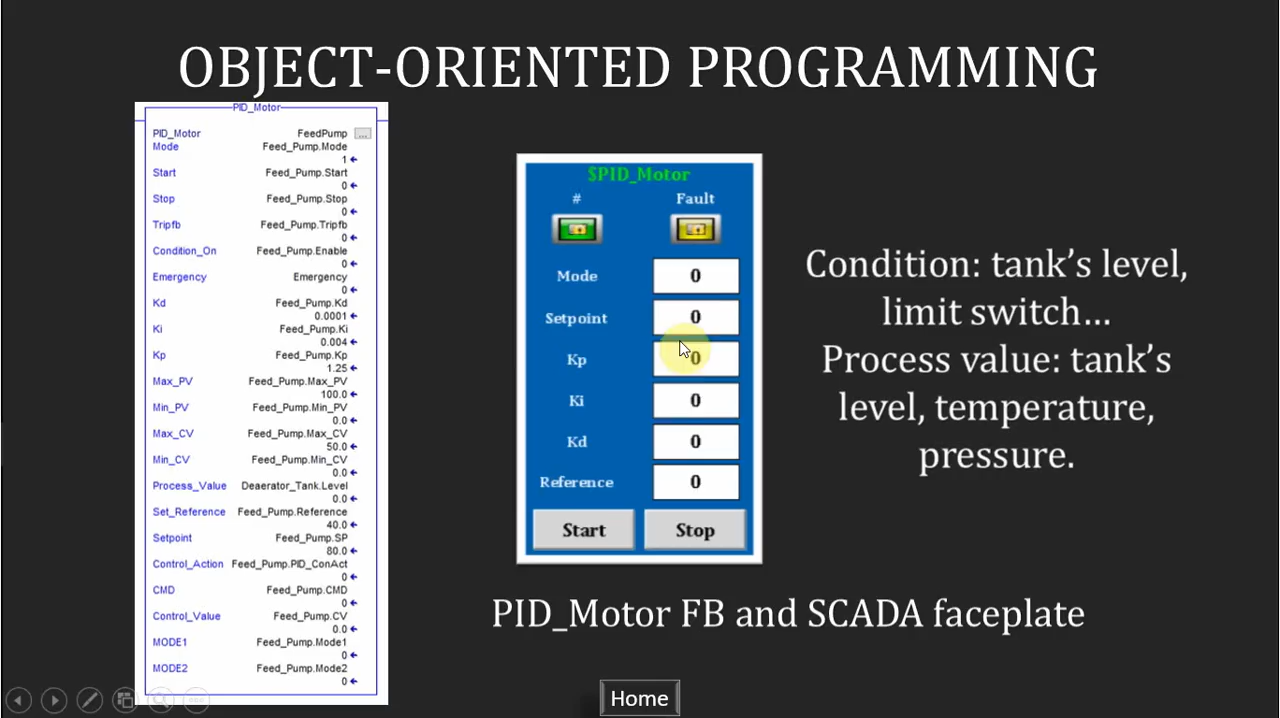 OBJECT-ORIENTED PROGRAMMING
PID_Motor
PID_Motor FeedPump ...
Mode Feed_Pump.Mode
1
Start Feed_Pump.Start
0
Stop Feed_Pump.Stop
0
Tripfb Feed_Pump.Tripfb
0
Condition_On Feed_Pump.Enable
0
Emergency Emergency
0
Kd Feed_Pump.Kd
0.0001
Ki Feed_Pump.Ki
0.004
Kp Feed_Pump.Kp
1.25
Max_PV Feed_Pump.Max_PV
100.0
Min_PV Feed_Pump.Min_PV
0.0
Max_CV Feed_Pump.Max_CV
50.0
Min_CV Feed_Pump.Min_CV
0.0
Process_Value Deaerator_Tank.Level
0.0
Set_Reference Feed_Pump.Reference
40.0
Setpoint Feed_Pump.SP
80.0
Control_Action Feed_Pump.PID_ConAct
0
CMD Feed_Pump.CMD
0
Control_Value Feed_Pump.CV
0.0
MODE1 Feed_Pump.Mode1
0
MODE2 Feed_Pump.Mode2
0
$PID_Motor
# Fault
Mode 0
Setpoint 0
Kp 0
Ki 0
Kd 0
Reference 0
Start Stop
Condition: tank’s level,
limit switch…
Process value: tank’s
level, temperature,
pressure.
PID_Motor FB and SCADA faceplate
Home